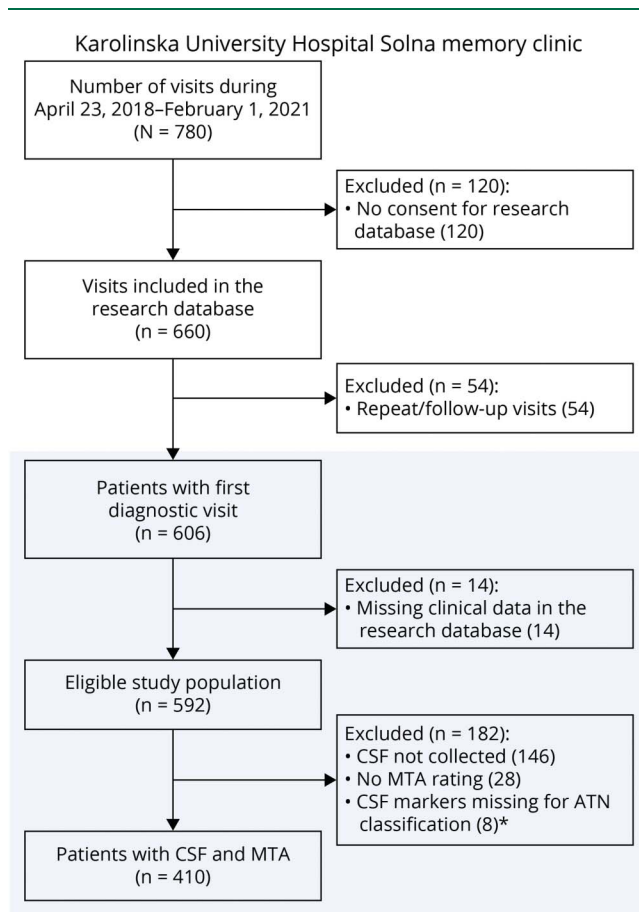 Karolinska University Hospital Solna memory clinic
Number of visits during
April 23, 2018–February 1, 2021
(N = 780)
Excluded (n = 120):
• No consent for research
database (120)
Visits included in the
research database
(n = 660)
Excluded (n = 54):
• Repeat/follow-up visits (54)
Patients with first
diagnostic visit
(n = 606)
Excluded (n = 14):
• Missing clinical data in the
research database (14)
Eligible study population
(n = 592)
Excluded (n = 182):
• CSF not collected (146)
• No MTA rating (28)
• CSF markers missing for ATN
classification (8)*
Patients with CSF and MTA
(n = 410)